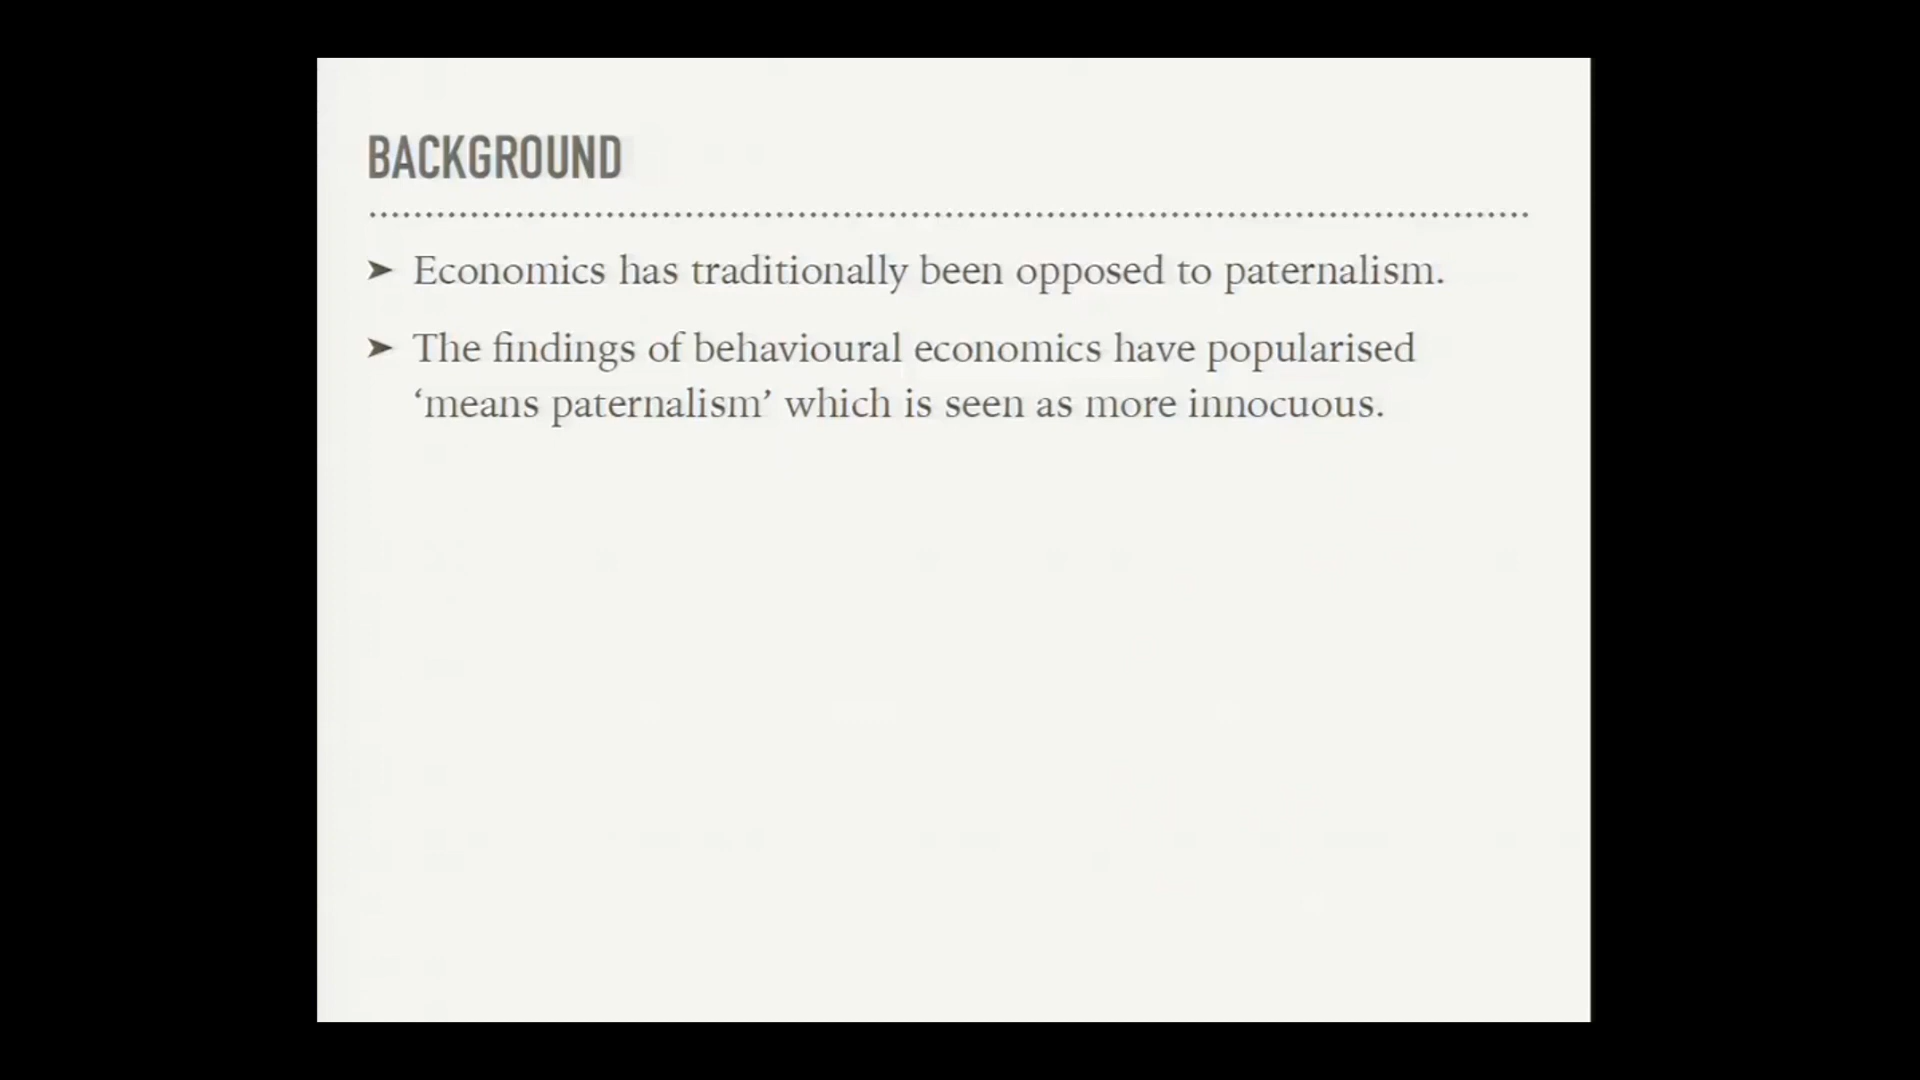 BACKGROUND
➤ Economics has traditionally been opposed to paternalism.
➤ The findings of behavioural economics have popularised
‘means paternalism’ which is seen as more innocuous.